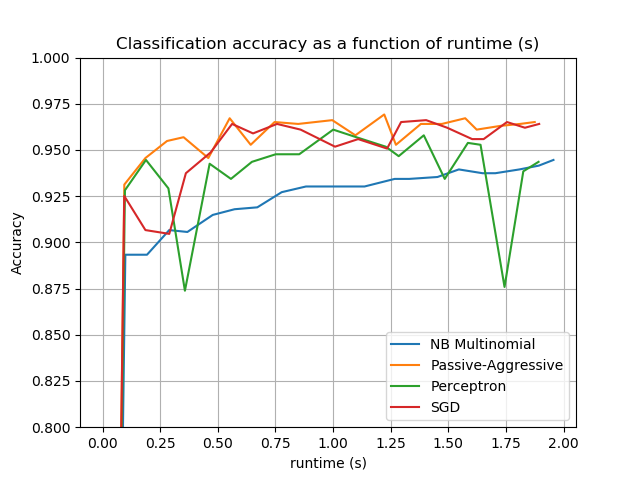 Classification accuracy as a function of runtime (s)
1.000
0.975
0.950
0.925
0.900
0.875
0.850
0.825
0.800
Accuracy
NB Multinomial
Passive-Aggressive
Perceptron
SGD
0.00 0.25 0.50 0.75 1.00 1.25 1.50 1.75 2.00
runtime (s)